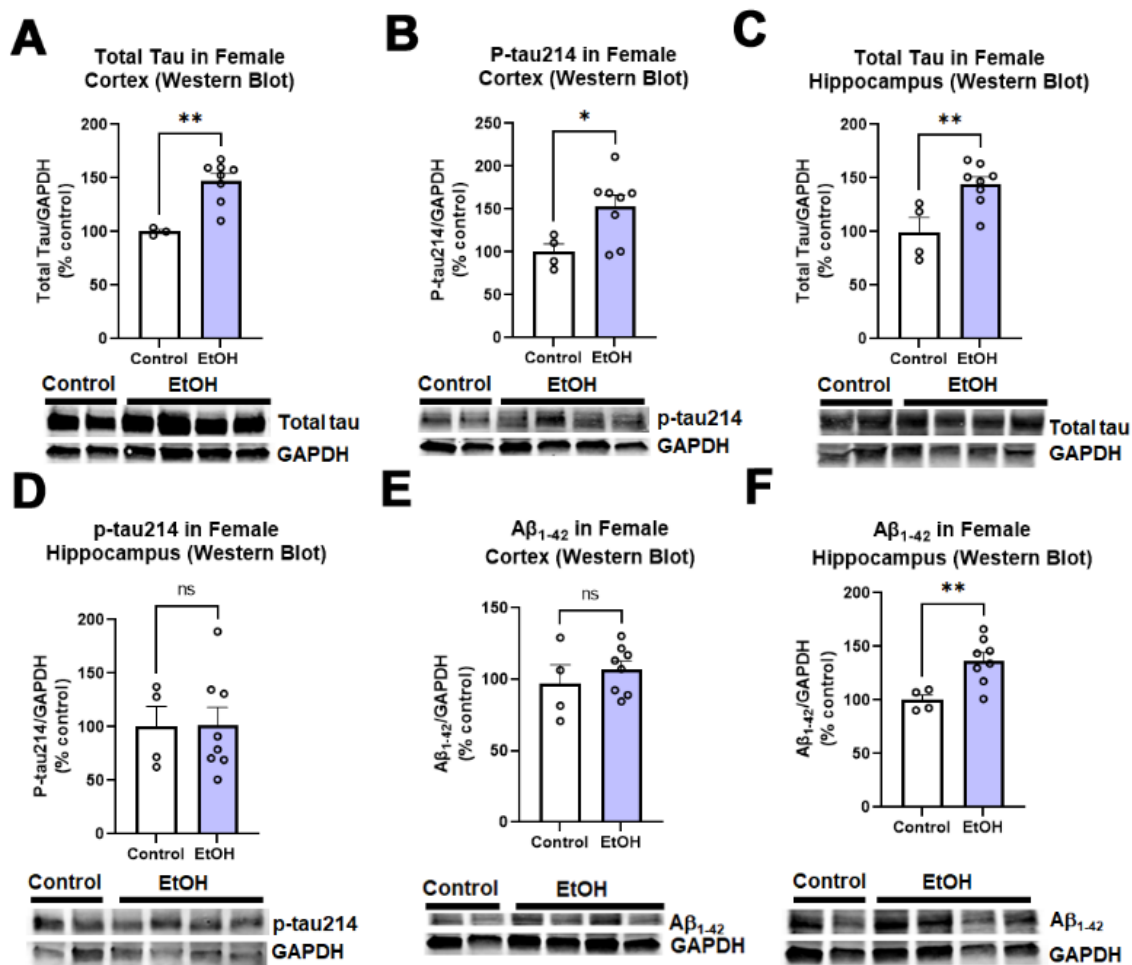 A
Total Tau in Female
Cortex (Western Blot)
**
200
150
100
50
0
Total Tau/GAPDH
(% control)
Control EtOH
Control EtOH
Total tau
GAPDH
B
P-tau214 in Female
Cortex (Western Blot)
*
250
200
150
100
50
0
P-tau214/GAPDH
(% control)
Control EtOH
Control EtOH
p-tau214
GAPDH
C
Total Tau in Female
Hippocampus (Western Blot)
**
200
150
100
50
0
Total Tau/GAPDH
(% control)
Control EtOH
Control EtOH
Total tau
GAPDH
D
p-tau214 in Female
Hippocampus (Western Blot)
ns
200
150
100
50
0
P-tau214/GAPDH
(% control)
Control EtOH
Control EtOH
p-tau214
GAPDH
E
Aβ1-42 in Female
Cortex (Western Blot)
ns
150
100
50
0
Aβ1-42/GAPDH
(% control)
Control EtOH
Control EtOH
Aβ1-42
GAPDH
F
Aβ1-42 in Female
Hippocampus (Western Blot)
**
200
150
100
50
0
Aβ1-42/GAPDH
(% control)
Control EtOH
Control EtOH
Aβ1-42
GAPDH